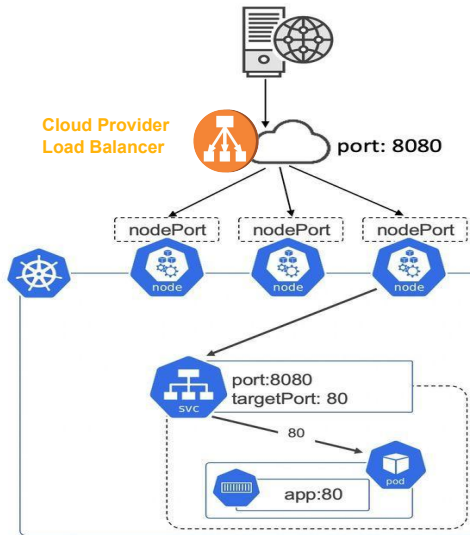 Cloud Provider
Load Balancer
port: 8080
nodePort nodePort nodePort
node node node
port:8080
targetPort: 80
svc
80
pod
app:80